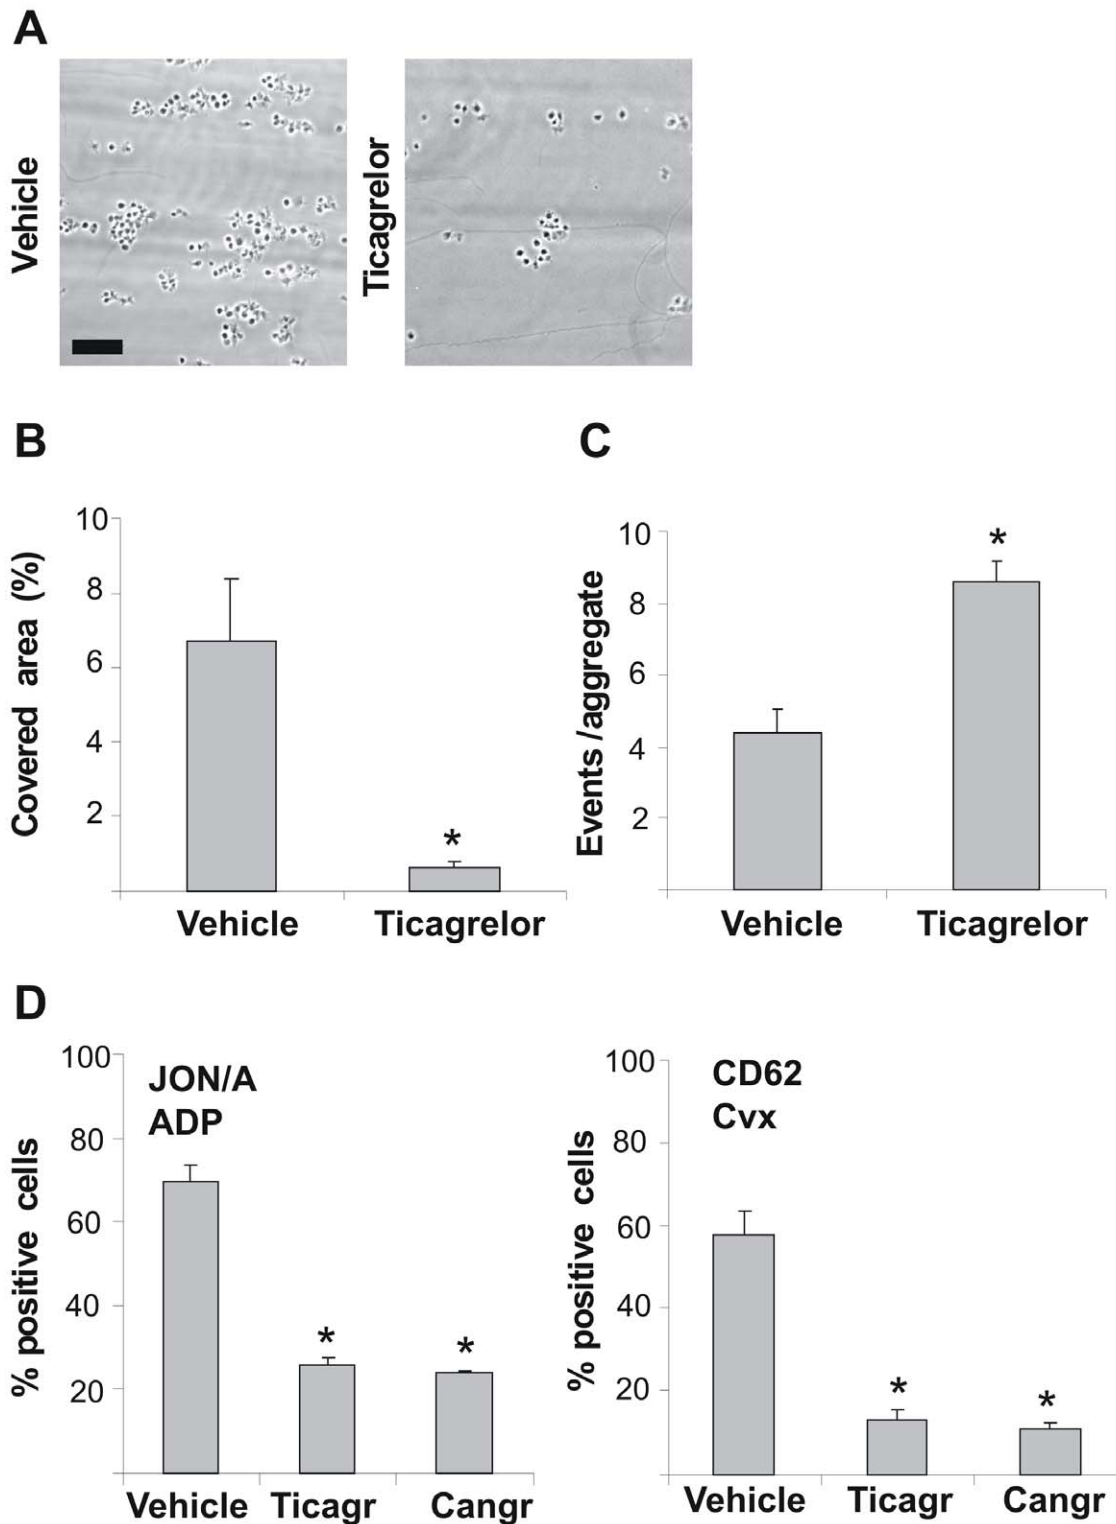 A
Vehicle
Ticagrelor
B
Covered area (%)
10
8
6
4
2
*
Vehicle
Ticagrelor
C
Events /aggregate
10
8
6
4
2
*
Vehicle
Ticagrelor
D
% positive cells
100
80
60
40
20
JON/A
ADP
*
*
Vehicle
Ticagr
Cangr
% positive cells
100
80
60
40
20
CD62
Cvx
*
*
Vehicle
Ticagr
Cangr